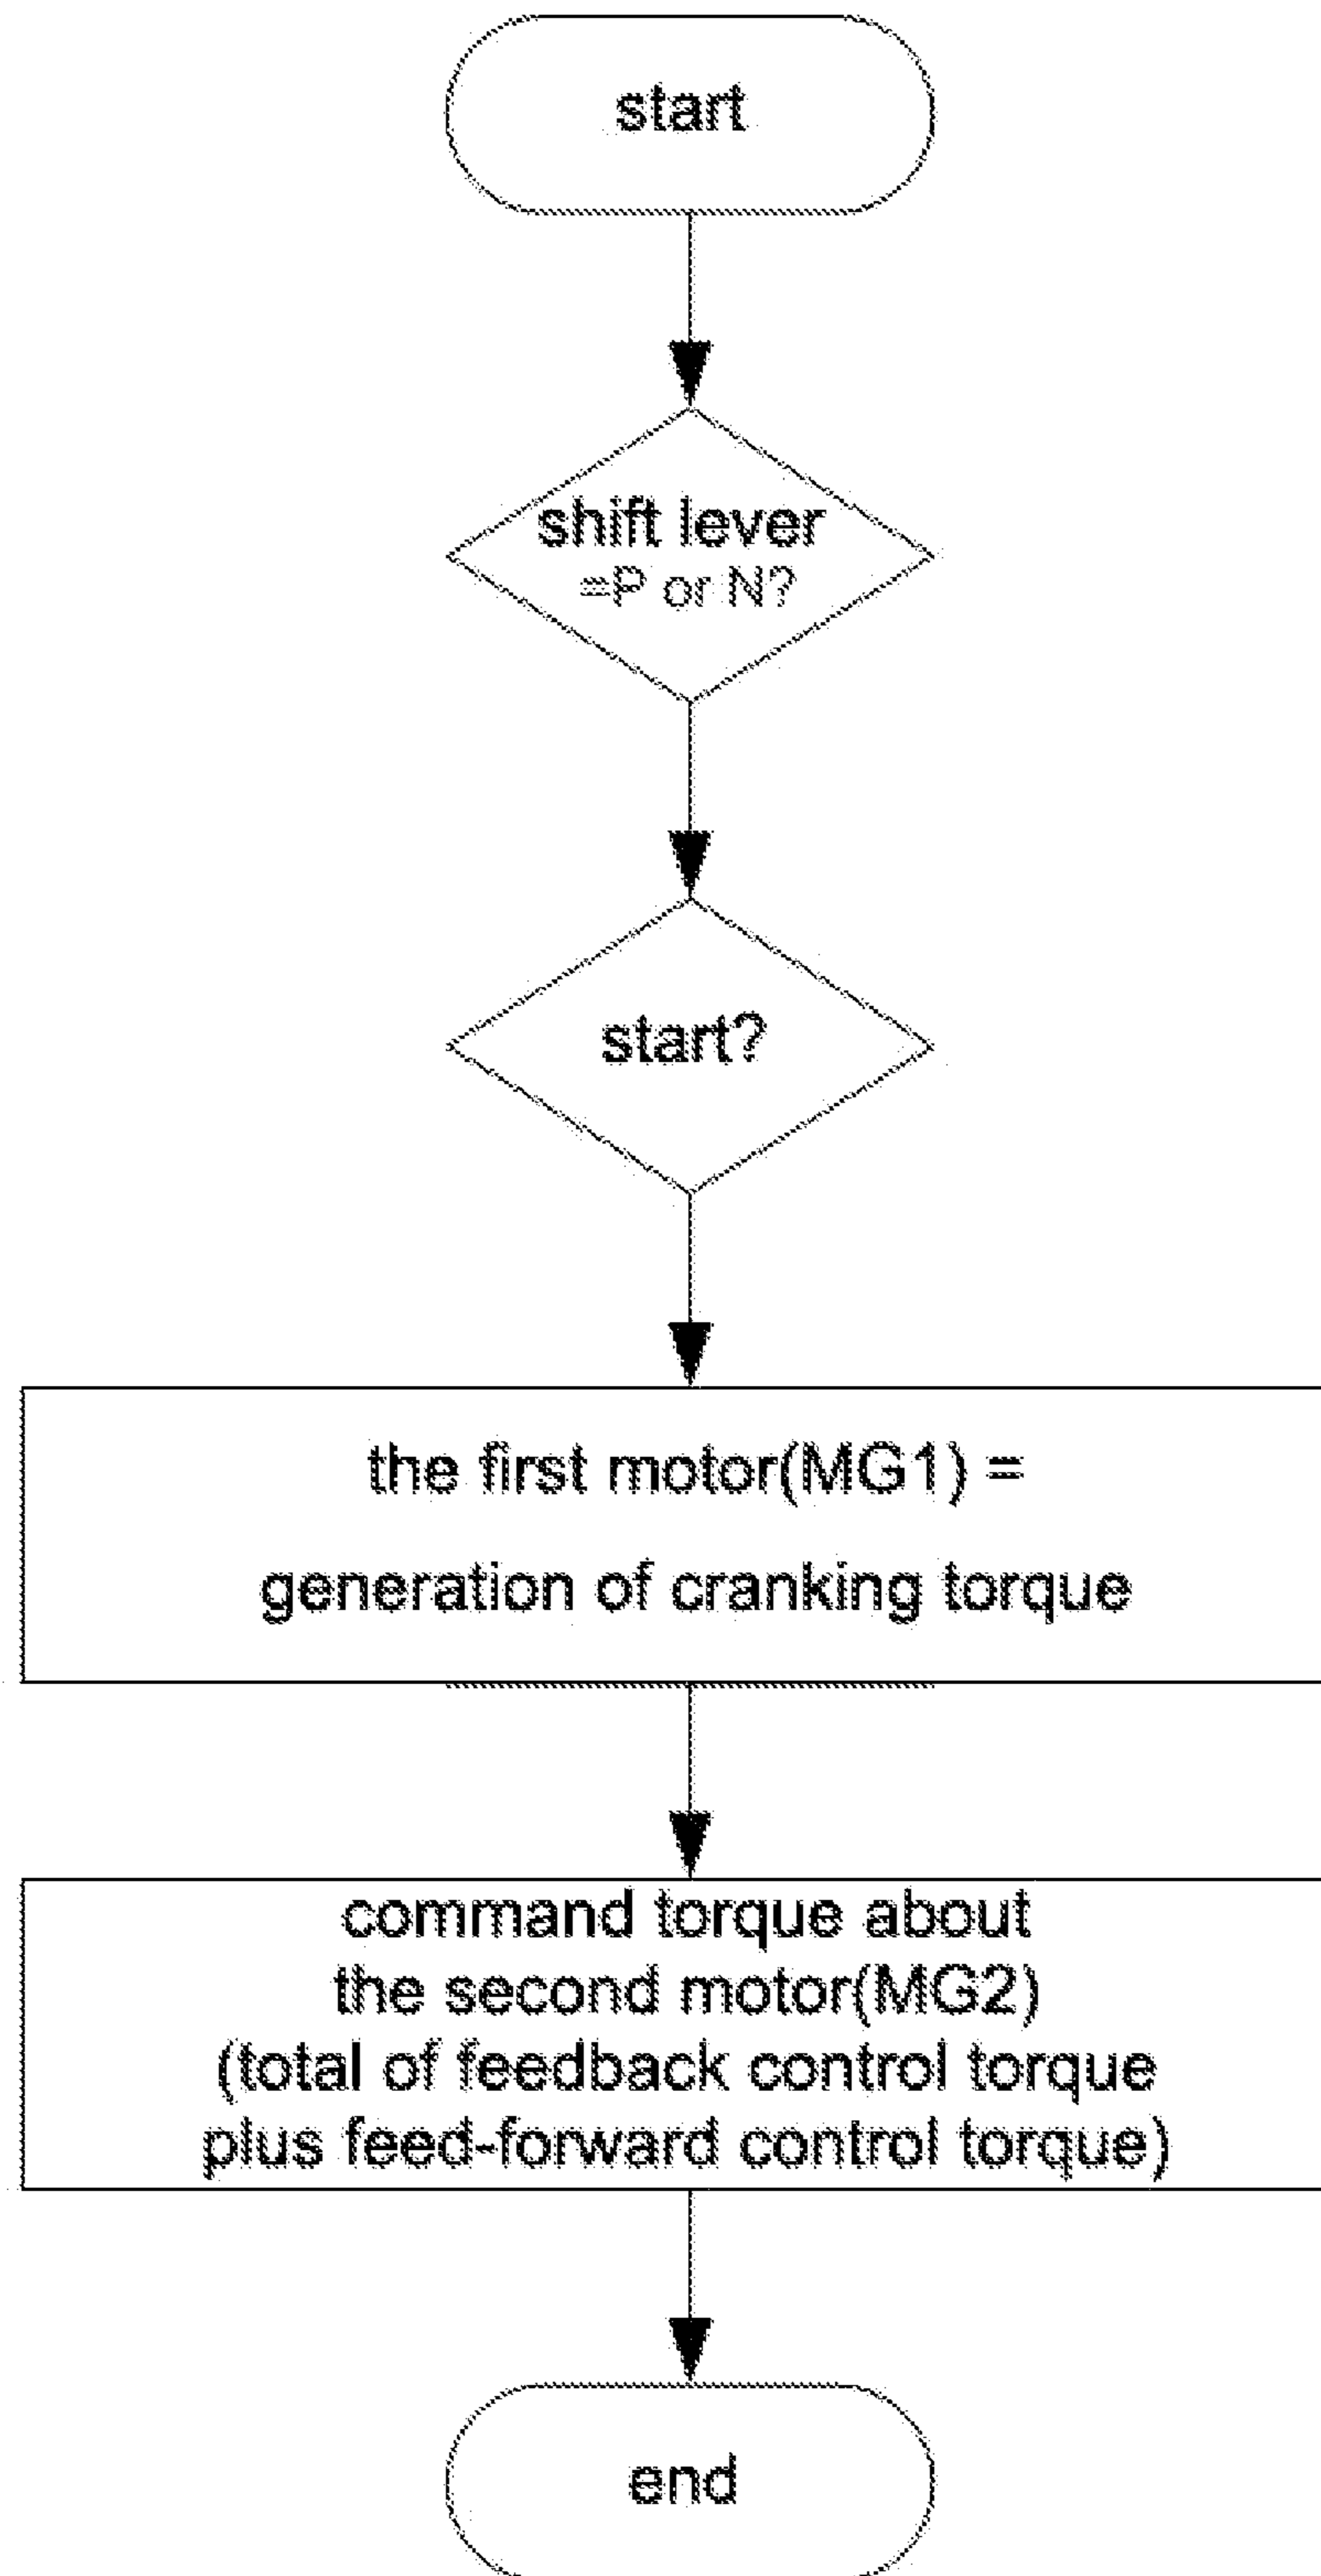 start
shift lever
=P or N?
start?
the first motor(MG1) =
generation of cranking torque
command torque about
the second motor(MG2)
(total of feedback control torque
plus feed-forward control torque)
end